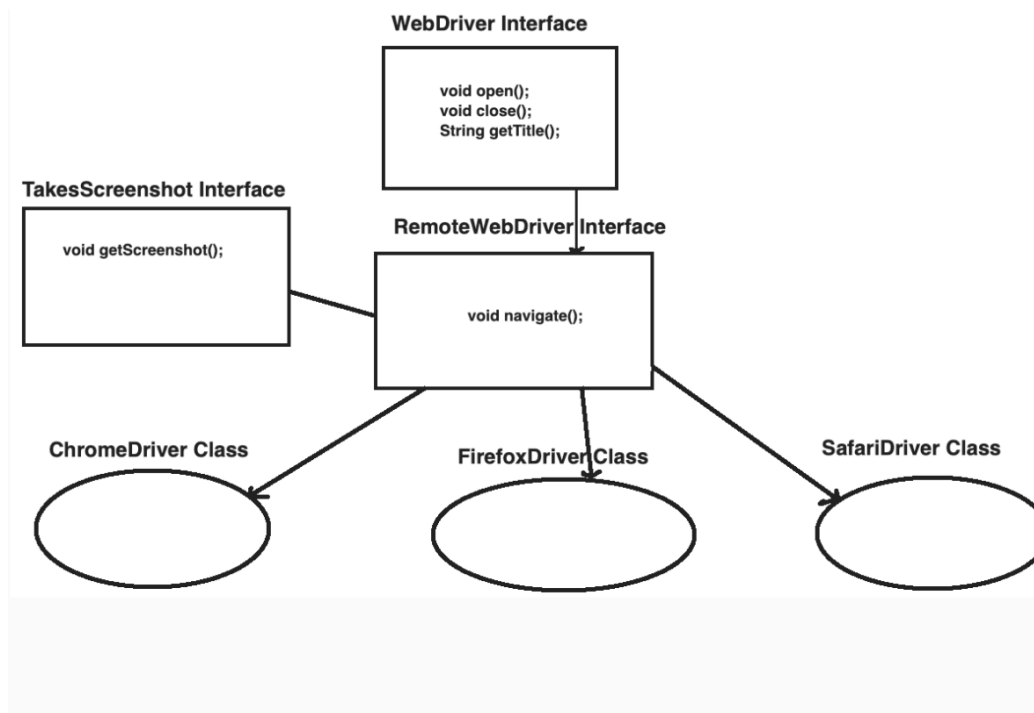 WebDriver Interface
void open();
void close();
String getTitle();
TakesScreenshot Interface
void getScreenshot();
RemoteWebDriver Interface
void navigate();
ChromeDriver Class
FirefoxDriver Class
SafariDriver Class